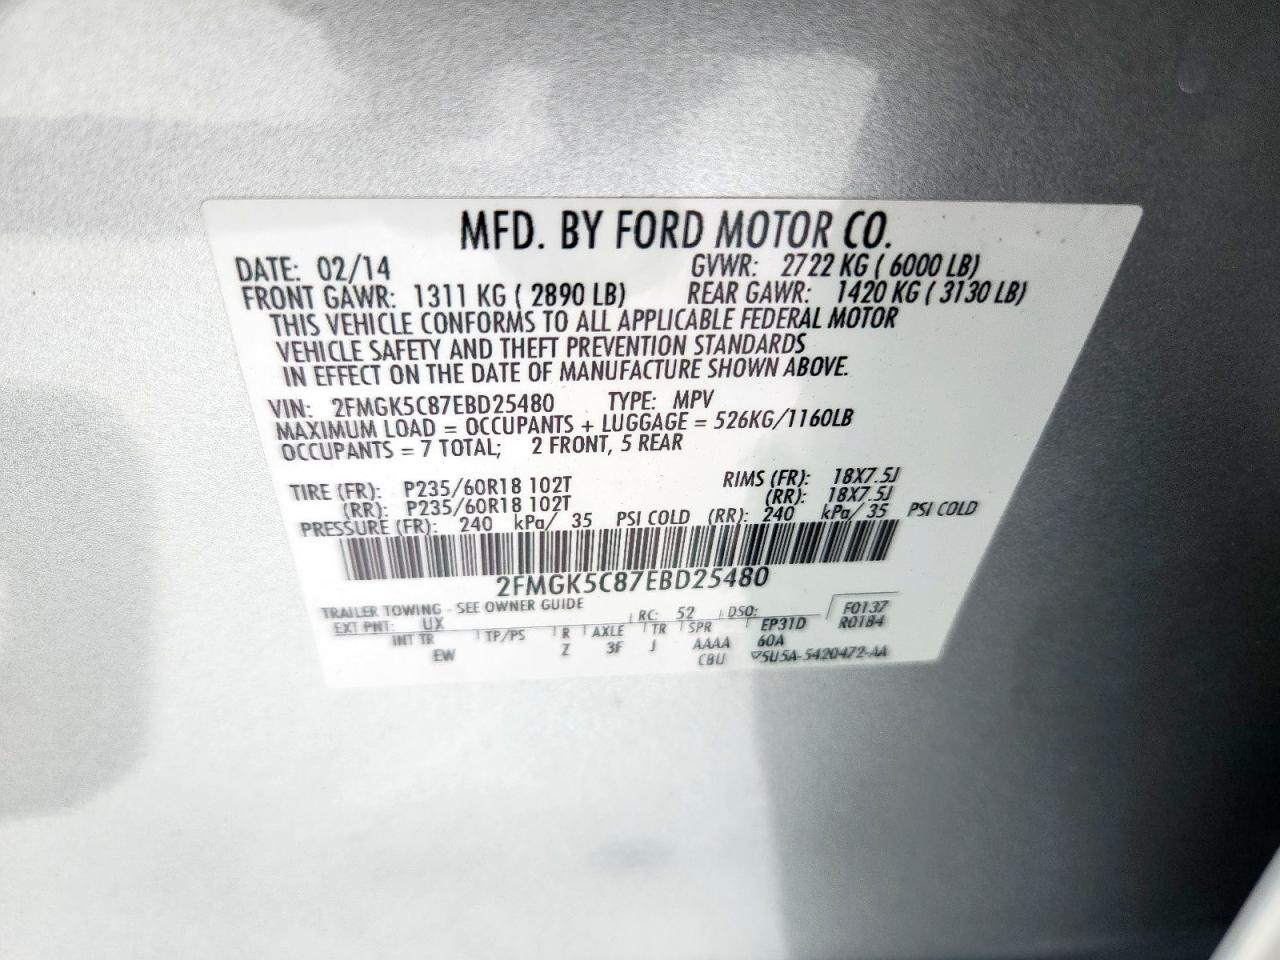 MFD. BY FORD MOTOR CO.
DATE: 02/14 GVWR: 2722 KG ( 6000 LB)
FRONT GAWR: 1311 KG ( 2890 LB) REAR GAWR: 1420 KG ( 3130 LB)
THIS VEHICLE CONFORMS TO ALL APPLICABLE FEDERAL MOTOR
VEHICLE SAFETY AND THEFT PREVENTION STANDARDS
IN EFFECT ON THE DATE OF MANUFACTURE SHOWN ABOVE.
VIN: 2FMGK5C87EBD25480 TYPE: MPV
MAXIMUM LOAD = OCCUPANTS + LUGGAGE = 526KG/1160LB
OCCUPANTS = 7 TOTAL; 2 FRONT, 5 REAR
TIRE (FR): P235/60R18 102T RIMS (FR): 18X7.5J
(RR): P235/60R18 102T (RR): 18X7.5J
PRESSURE (FR): 240 kPa/ 35 PSI COLD (RR): 240 kPa/ 35 PSI COLD
2FMGK5C87EBD25480
TRAILER TOWING - SEE OWNER GUIDE RC: 52 DSO: F0137
EXT PNT: UX EP31D R0184
INT TR TP/PS R AXLE TR SPR 60A
EW Z 3F J AAAA
CBU 5U5A-5420472-AA